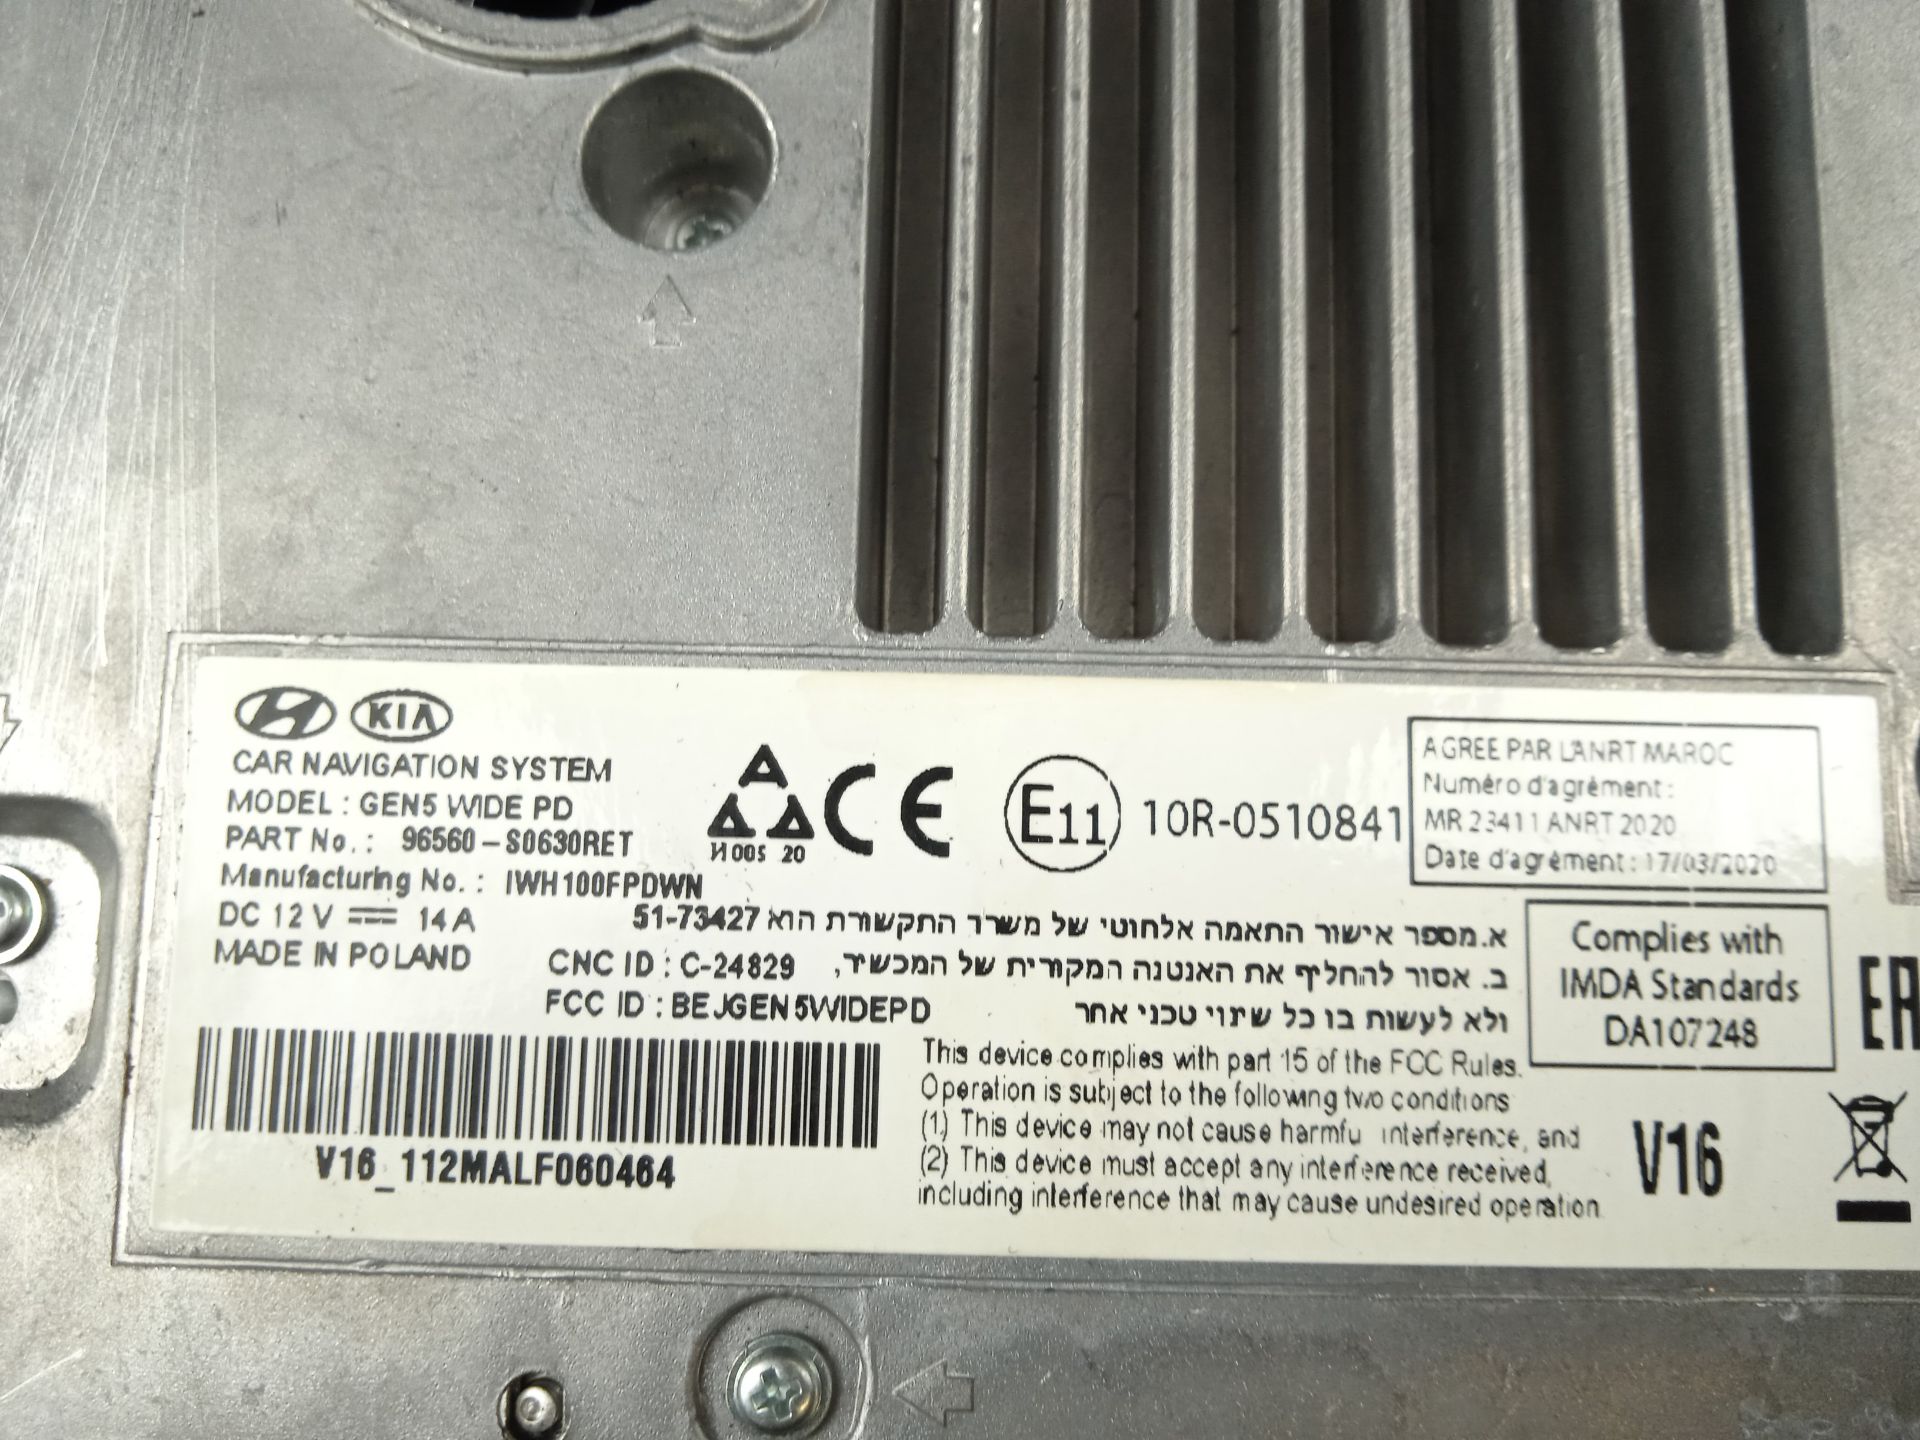 KIA
CAR NAVIGATION SYSTEM
MODEL : GEN5 WIDE PD
PART No. : 96560-S0630RET
Manufacturing No. : IWH100FPDWN
DC 12 V 14 A
MADE IN POLAND
И005 20
CE
E11 10R-0510841
AGREE PAR L'ANRT MAROC
Numéro d'agrément :
MR 23411 ANRT 2020
Date d'agrément : 17/03/2020
א.מספר אישור התאמה אלחוטי של משרד התקשורת הוא 51-73427
ב. אסור להחליף את האנטנה המקורית של המכשיר,
ולא לעשות בו כל שינוי טכני אחר
CNC ID : C-24829
FCC ID : BEJGEN5WIDEPD
Complies with
IMDA Standards
DA107248
This device complies with part 15 of the FCC Rules.
Operation is subject to the following two conditions
(1) This device may not cause harmfu interference, and
(2) This device must accept any interference received,
including interference that may cause undesired operation
V16
V16_112MALF060464